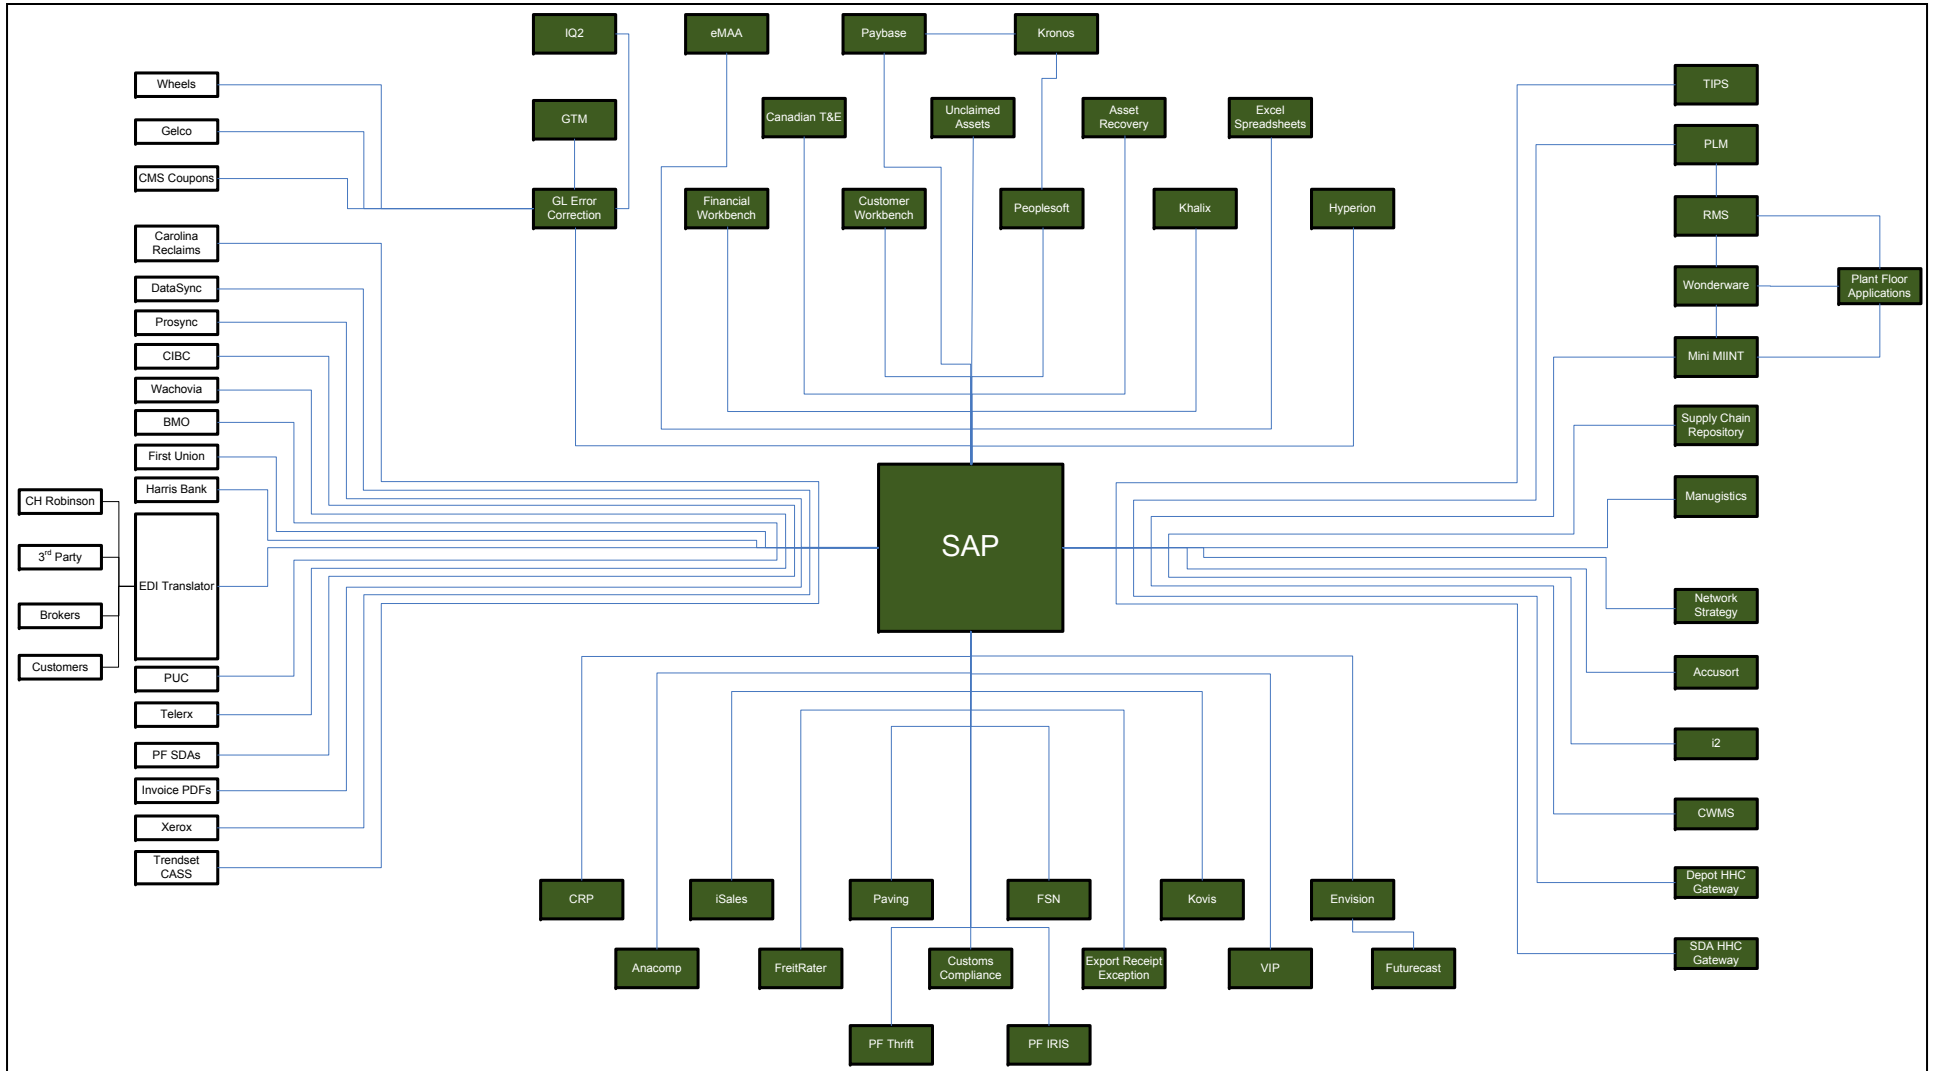 IQ2
eMAA
Paybase
Kronos
Wheels
TIPS
GTM
Canadian T&E
Unclaimed
Assets
Asset
Recovery
Excel
Spreadsheets
Gelco
PLM
CMS Coupons
GL Error
Correction
Financial
Workbench
Customer
Workbench
Peoplesoft
Khalix
Hyperion
RMS
Carolina
Reclaims
DataSync
Wonderware
Plant Floor
Applications
Prosync
CIBC
Mini MIINT
Wachovia
BMO
Supply Chain
Repository
First Union
Harris Bank
CH Robinson
Manugistics
SAP
3rd Party
EDI Translator
Brokers
Network
Strategy
Customers
PUC
Accusort
Telerx
PF SDAs
i2
Invoice PDFs
Xerox
CWMS
Trendset
CASS
Depot HHC
Gateway
CRP
iSales
Paving
FSN
Kovis
Envision
SDA HHC
Gateway
Anacomp
FreitRater
Customs
Compliance
Export Receipt
Exception
VIP
Futurecast
PF Thrift
PF IRIS